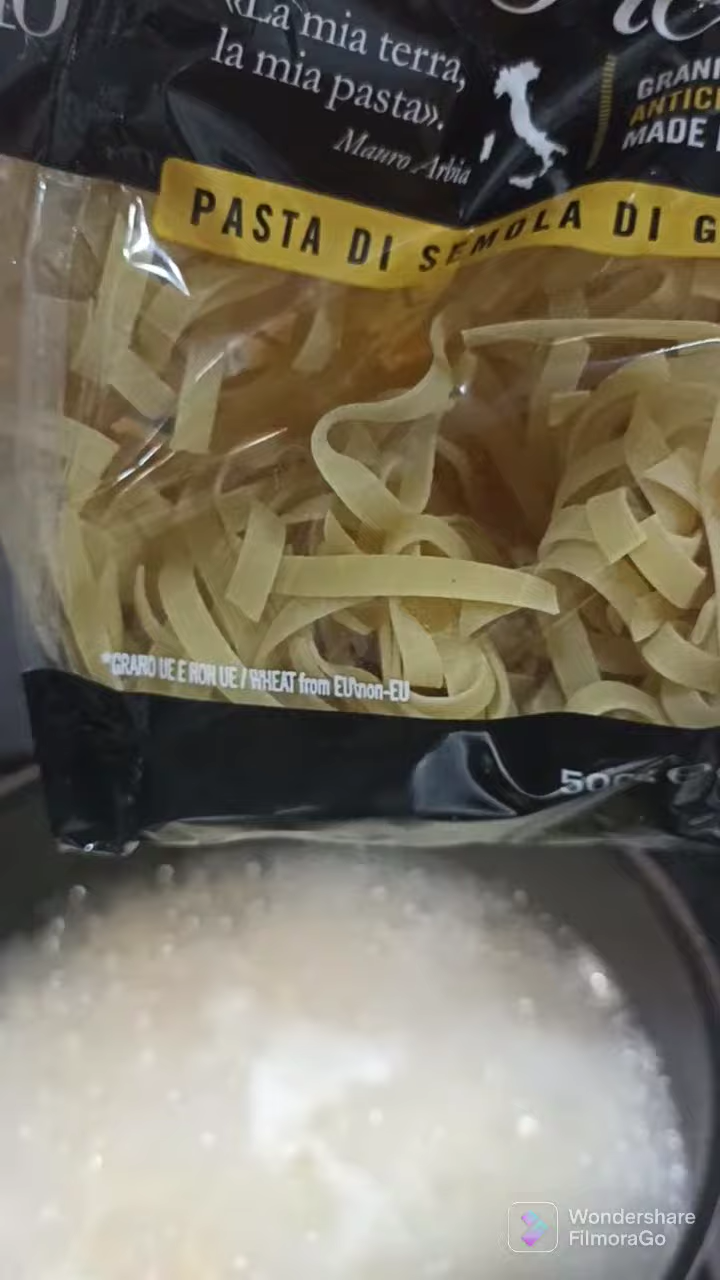 «La mia terra,
la mia pasta».
Mauro Arbia
GRANI
ANTICI
MADE
PASTA DI SEMOLA DI G
*GRANO UE E NON UE / WHEAT from EU\non-EU
Wondershare
FilmoraGo